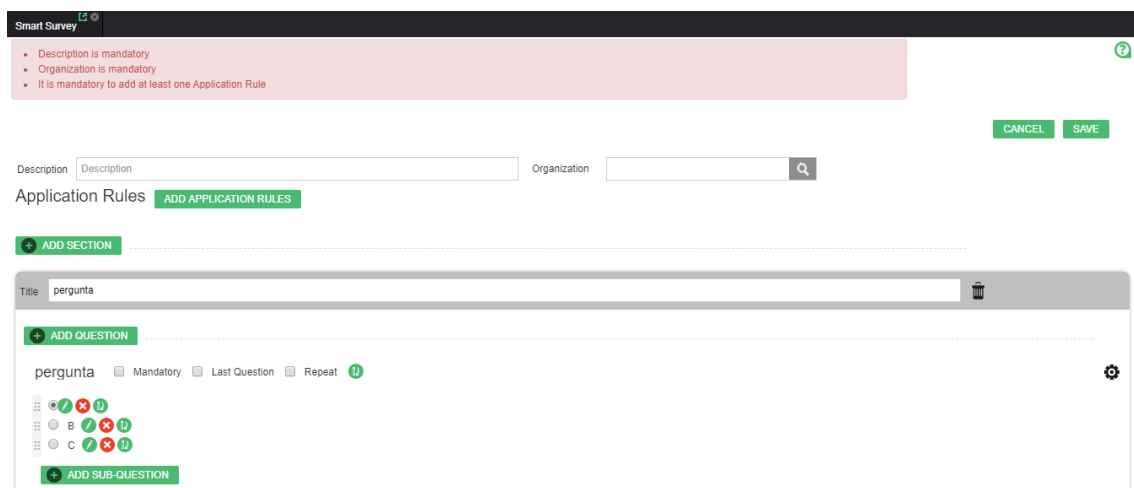 Smart Survey
Description is mandatory
Organization is mandatory
It is mandatory to add at least one Application Rule
CANCEL SAVE
Description Description Organization
Application Rules ADD APPLICATION RULES
ADD SECTION
Title pergunta
ADD QUESTION
pergunta Mandatory Last Question Repeat
B
C
ADD SUB-QUESTION